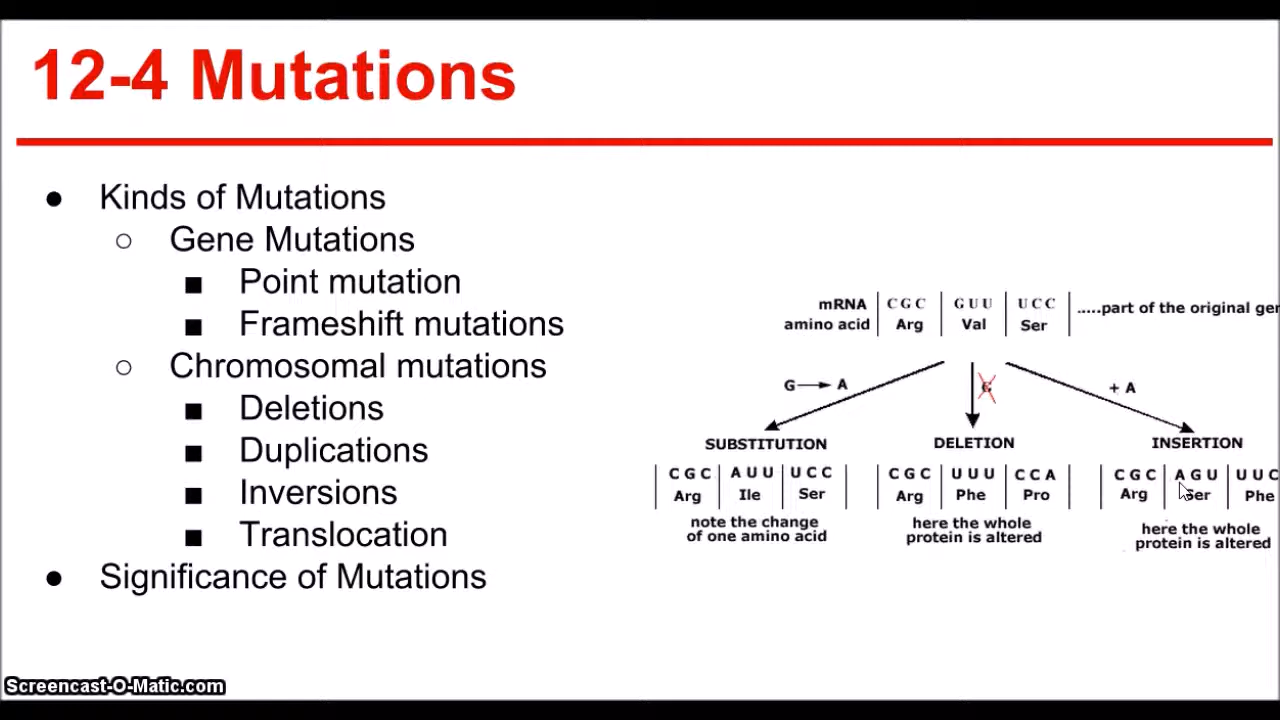 12-4 Mutations
● Kinds of Mutations
○ Gene Mutations
■ Point mutation
■ Frameshift mutations
○ Chromosomal mutations
■ Deletions
■ Duplications
■ Inversions
■ Translocation
● Significance of Mutations
mRNA CGC GUU UCC
amino acid Arg Val Ser
.....part of the original gen
G → A
G
+ A
SUBSTITUTION
CGC AUU UCC
Arg Ile Ser
note the change
of one amino acid
DELETION
CGC UUU CCA
Arg Phe Pro
here the whole
protein is altered
INSERTION
CGC AGU UUC
Arg Ser Phe
here the whole
protein is altered
Screencast-O-Matic.com